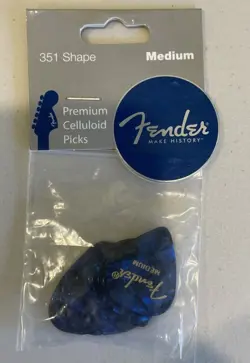 351 Shape Medium
Premium
Celluloid
Picks
Fender
MAKE HISTORY
Fender
MEDIUM